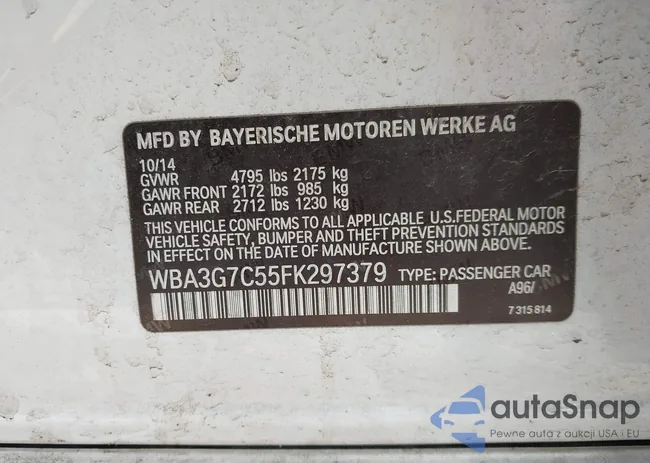 MFD BY BAYERISCHE MOTOREN WERKE AG
10/14
GVWR 4795 lbs 2175 kg
GAWR FRONT 2172 lbs 985 kg
GAWR REAR 2712 lbs 1230 kg
THIS VEHICLE CONFORMS TO ALL APPLICABLE U.S.FEDERAL MOTOR
VEHICLE SAFETY, BUMPER, AND THEFT PREVENTION STANDARDS
IN EFFECT ON THE DATE OF MANUFACTURE SHOWN ABOVE.
WBA3G7C55FK297379 TYPE: PASSENGER CAR
A96/
7 315 814
autaSnap
Pewne auta z aukcji USA i EU